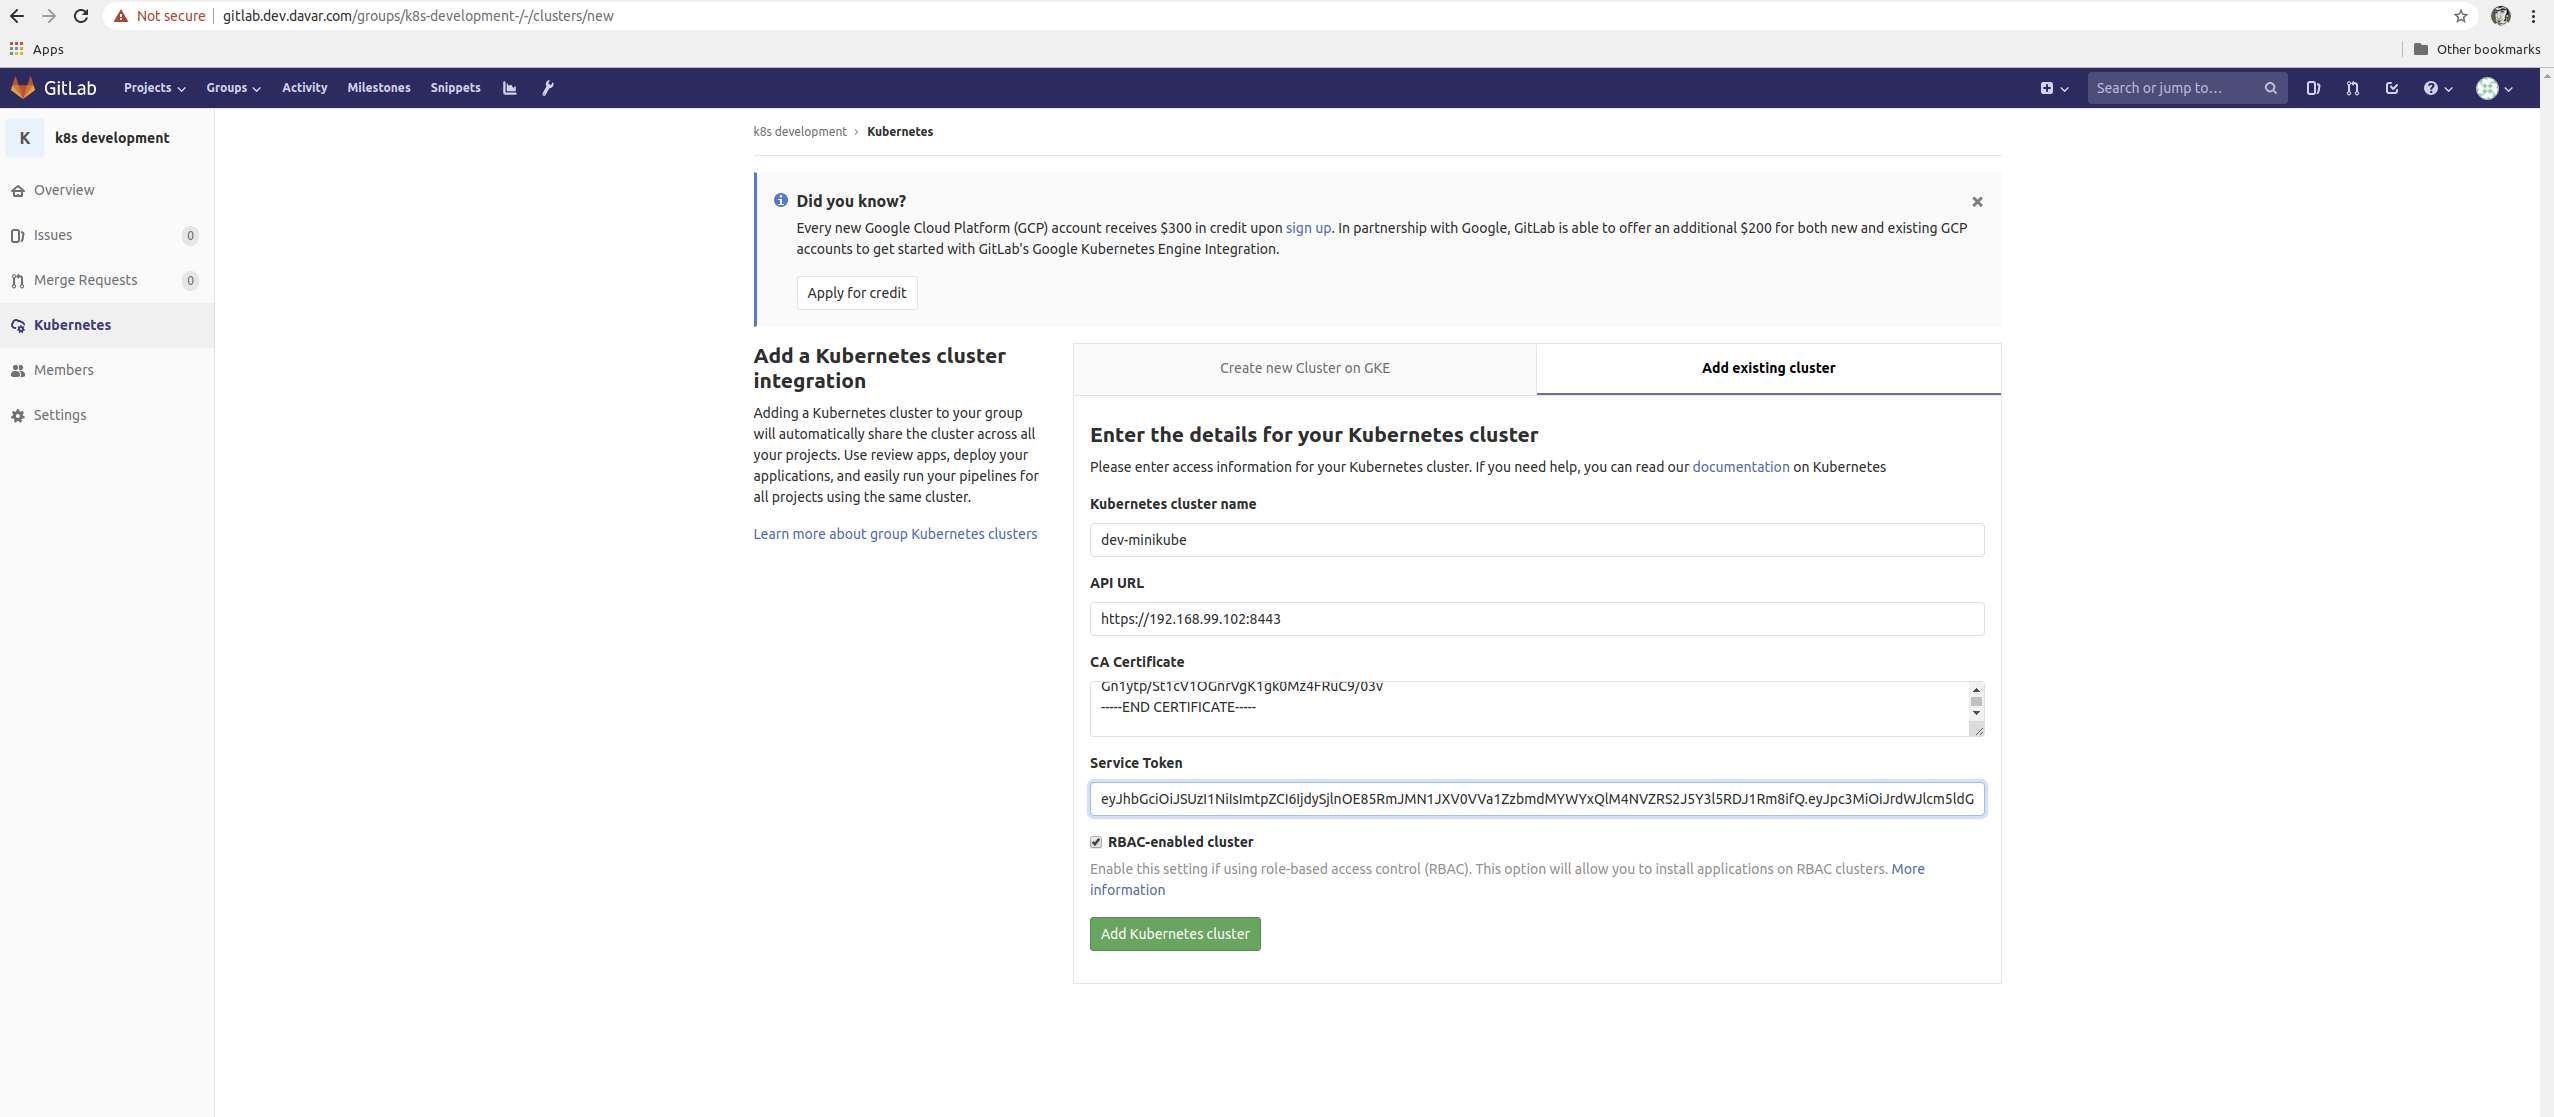 Not secure
gitlab.dev.davar.com/groups/k8s-development-/-/clusters/new
Apps
Other bookmarks
GitLab
Projects
Groups
Activity
Milestones
Snippets
Search or jump to…
K
k8s development
Overview
Issues
0
Merge Requests
0
Kubernetes
Members
Settings
k8s development › Kubernetes
Did you know?
Every new Google Cloud Platform (GCP) account receives $300 in credit upon sign up. In partnership with Google, GitLab is able to offer an additional $200 for both new and existing GCP
accounts to get started with GitLab's Google Kubernetes Engine Integration.
Apply for credit
Add a Kubernetes cluster
integration
Adding a Kubernetes cluster to your group
will automatically share the cluster across all
your projects. Use review apps, deploy your
applications, and easily run your pipelines for
all projects using the same cluster.
Learn more about group Kubernetes clusters
Create new Cluster on GKE
Add existing cluster
Enter the details for your Kubernetes cluster
Please enter access information for your Kubernetes cluster. If you need help, you can read our documentation on Kubernetes
Kubernetes cluster name
dev-minikube
API URL
https://192.168.99.102:8443
CA Certificate
-----END CERTIFICATE-----
Service Token
RBAC-enabled cluster
Enable this setting if using role-based access control (RBAC). This option will allow you to install applications on RBAC clusters. More
information
Add Kubernetes cluster